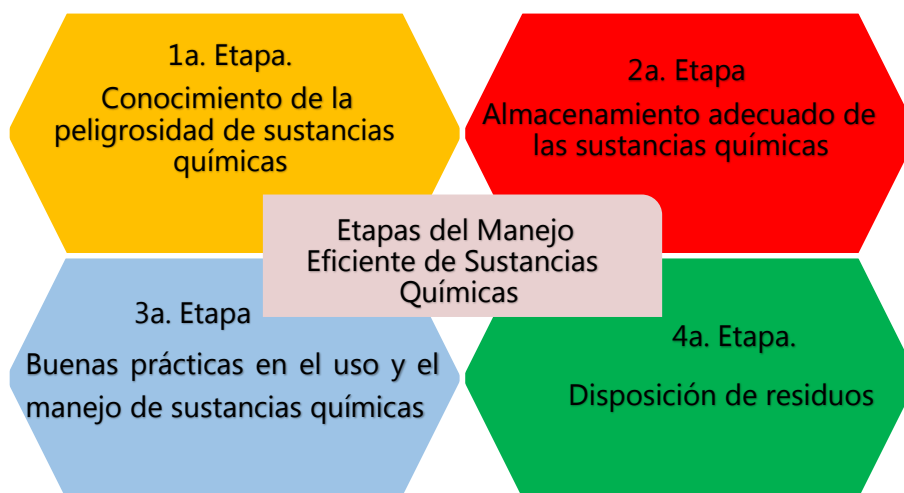 1a. Etapa.
Conocimiento de la
peligrosidad de sustancias
químicas
2a. Etapa
Almacenamiento adecuado de
las sustancias químicas
Etapas del Manejo
Eficiente de Sustancias
Químicas
3a. Etapa
Buenas prácticas en el uso y el
manejo de sustancias químicas
4a. Etapa.
Disposición de residuos